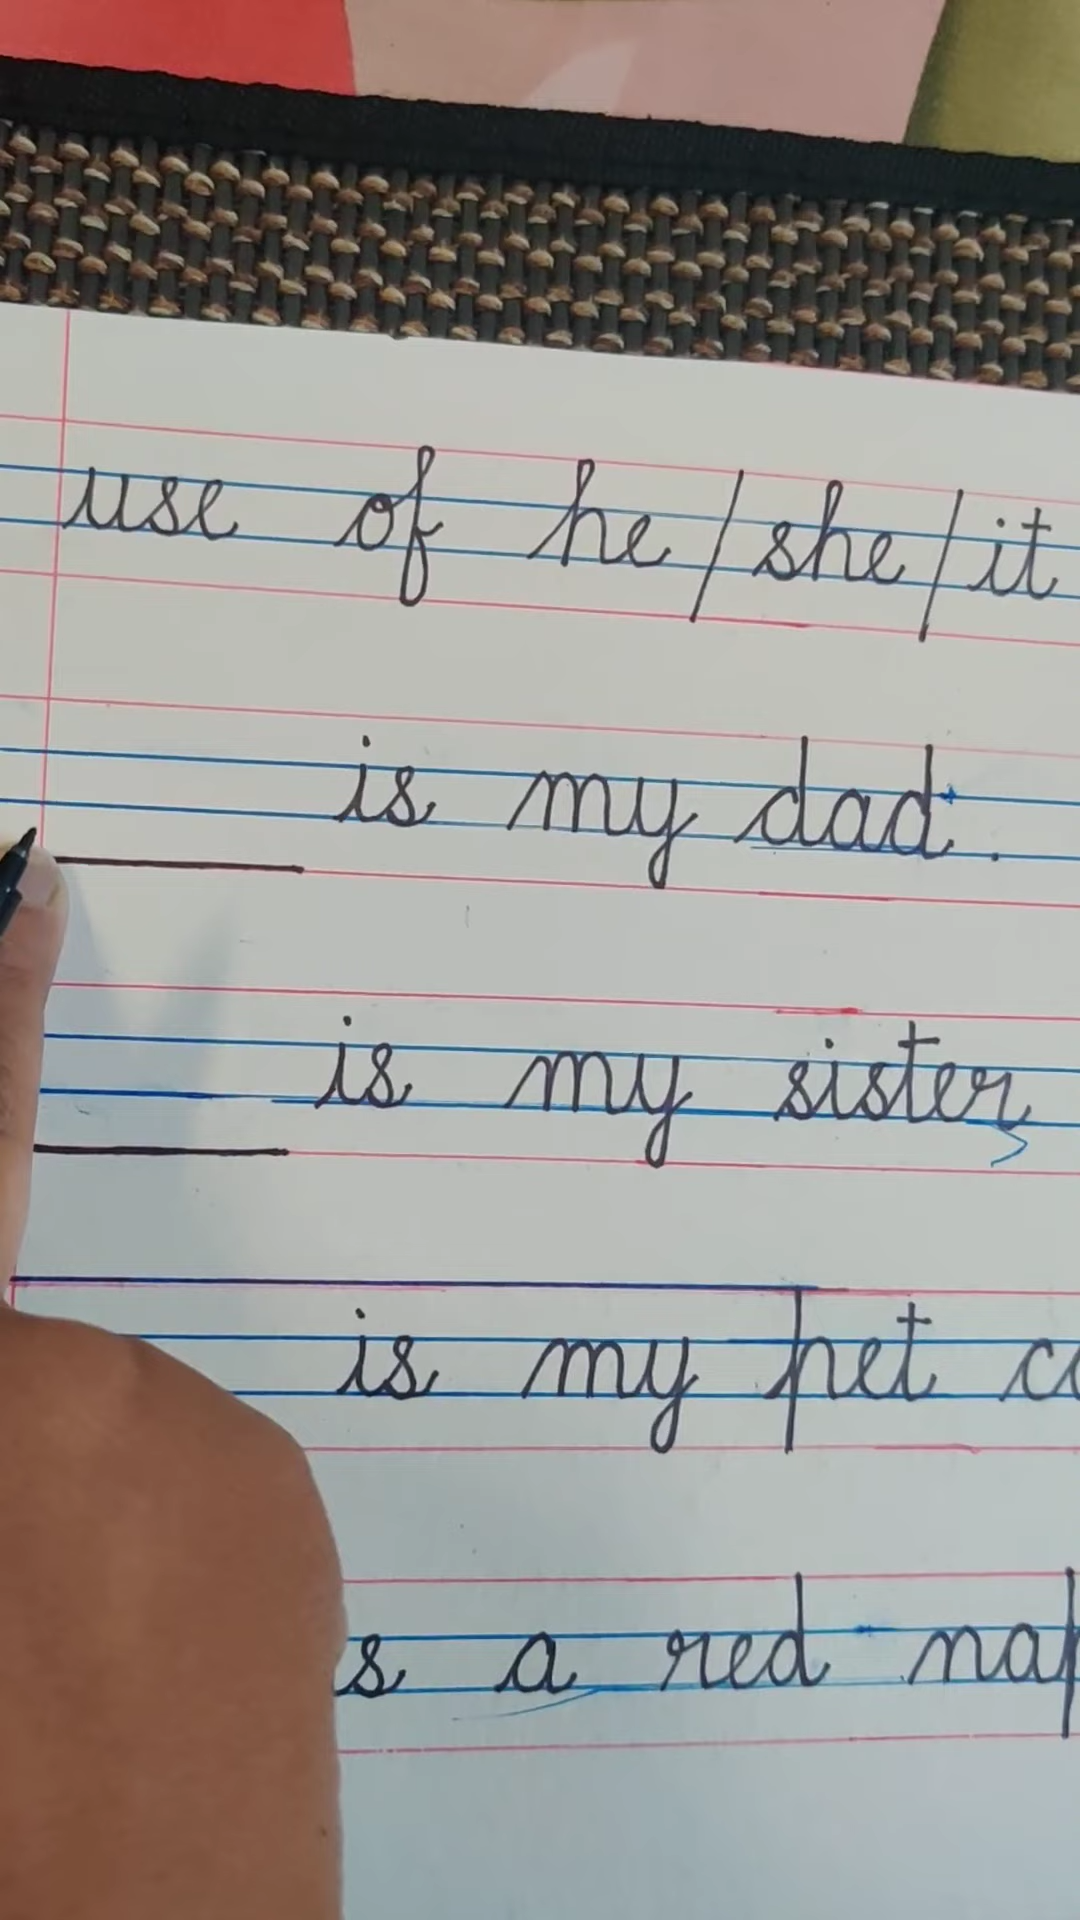 use of he/she/it
is my dad.
is my sister
is my pet
a red